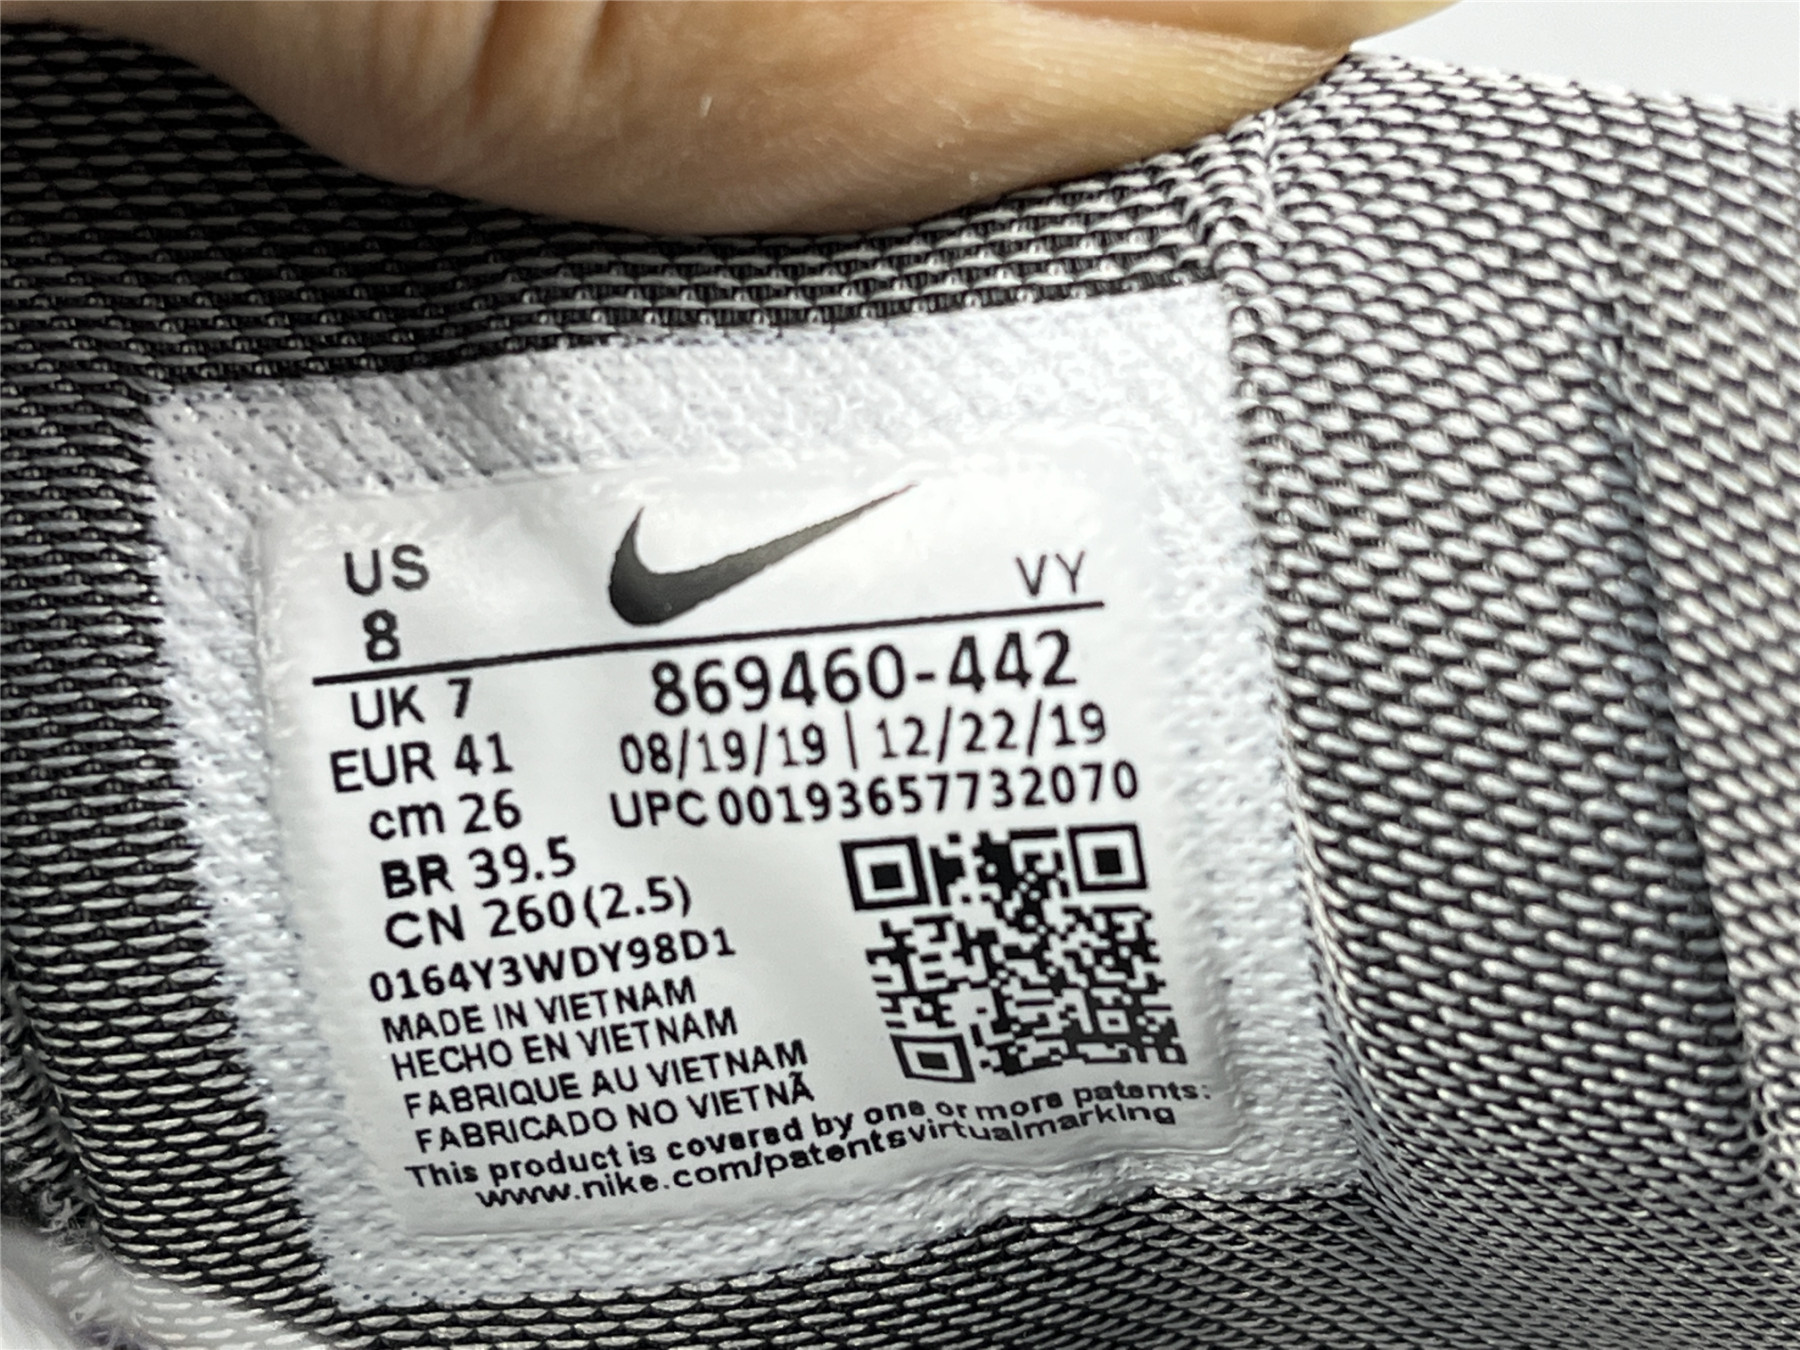 US
8
VY
UK 7
EUR 41
cm 26
BR 39.5
CN 260(2.5)
869460-442
08/19/19 | 12/22/19
UPC 00193657732070
0164Y3WDY98D1
MADE IN VIETNAM
HECHO EN VIETNAM
FABRIQUE AU VIETNAM
FABRICADO NO VIETNÃ
This product is covered by one or more patents:
www.nike.com/patentsvirtualmarking